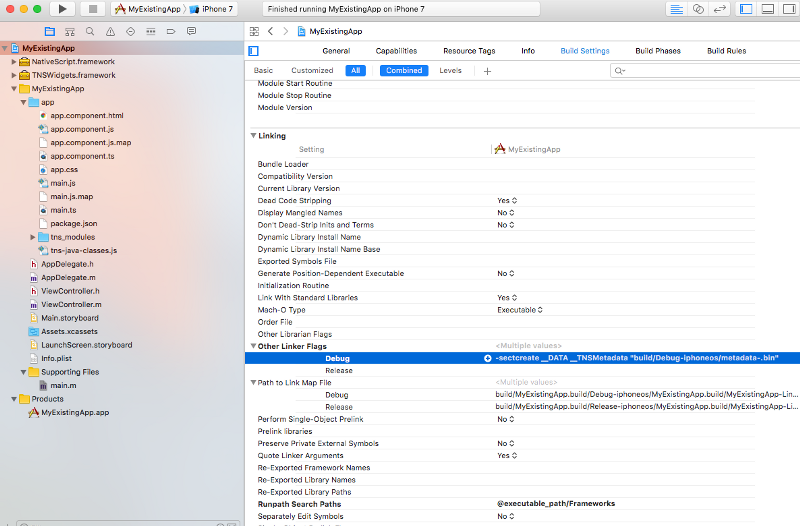 MyExistingApp iPhone 7 Finished running MyExistingApp on iPhone 7
MyExistingApp
NativeScript.framework
TNSWidgets.framework
MyExistingApp
app
app.component.html
app.component.js
app.component.js.map
app.component.ts
app.css
main.js
main.js.map
main.ts
package.json
tns_modules
tns-java-classes.js
AppDelegate.h
AppDelegate.m
ViewController.h
ViewController.m
Main.storyboard
Assets.xcassets
LaunchScreen.storyboard
Info.plist
Supporting Files
main.m
Products
MyExistingApp.app
MyExistingApp
General Capabilities Resource Tags Info Build Settings Build Phases Build Rules
Basic Customized All Combined Levels +
Module Start Routine
Module Stop Routine
Module Version
Linking
Setting MyExistingApp
Bundle Loader
Compatibility Version
Current Library Version
Dead Code Stripping Yes
Display Mangled Names No
Don't Dead-Strip Inits and Terms No
Dynamic Library Install Name
Dynamic Library Install Name Base
Exported Symbols File
Generate Position-Dependent Executable No
Initialization Routine
Link With Standard Libraries Yes
Mach-O Type Executable
Order File
Other Librarian Flags
Other Linker Flags <Multiple values>
Debug -sectcreate __DATA __TNSMetadata "build/Debug-iphoneos/metadata-.bin"
Release
Path to Link Map File <Multiple values>
Debug build/MyExistingApp.build/Debug-iphoneos/MyExistingApp.build/MyExistingApp-Lin...
Release build/MyExistingApp.build/Release-iphoneos/MyExistingApp.build/MyExistingApp-Lin...
Perform Single-Object Prelink No
Prelink libraries
Preserve Private External Symbols No
Quote Linker Arguments Yes
Re-Exported Framework Names
Re-Exported Library Names
Re-Exported Library Paths
Runpath Search Paths @executable_path/Frameworks
Separately Edit Symbols No